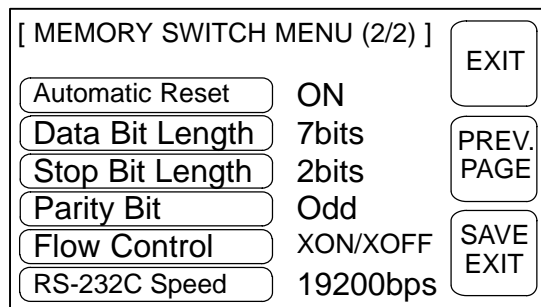 [ MEMORY SWITCH MENU (2/2) ]
EXIT
Automatic Reset ON
Data Bit Length 7bits
Stop Bit Length 2bits
Parity Bit Odd
Flow Control XON/XOFF
RS-232C Speed 19200bps
PREV.
PAGE
SAVE
EXIT